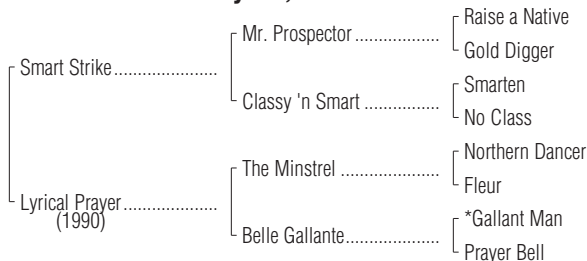 Raise a Native
Mr. Prospector ..................
Gold Digger
Smart Strike......................
Smarten
Classy 'n Smart ................
No Class
Northern Dancer
The Minstrel .....................
Fleur
Lyrical Prayer....................
(1990)
*Gallant Man
Belle Gallante....................
Prayer Bell